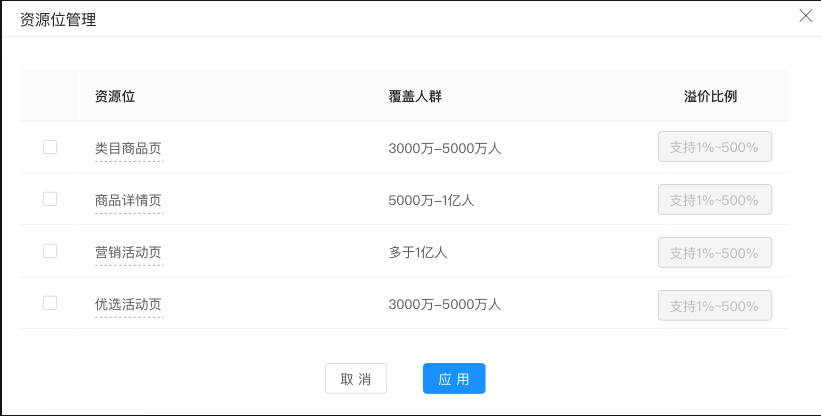 资源位管理
资源位 覆盖人群 溢价比例
类目商品页 3000万-5000万人 支持1%~500%
商品详情页 5000万-1亿人 支持1%~500%
营销活动页 多于1亿人 支持1%~500%
优选活动页 3000万-5000万人 支持1%~500%
取 消 应 用